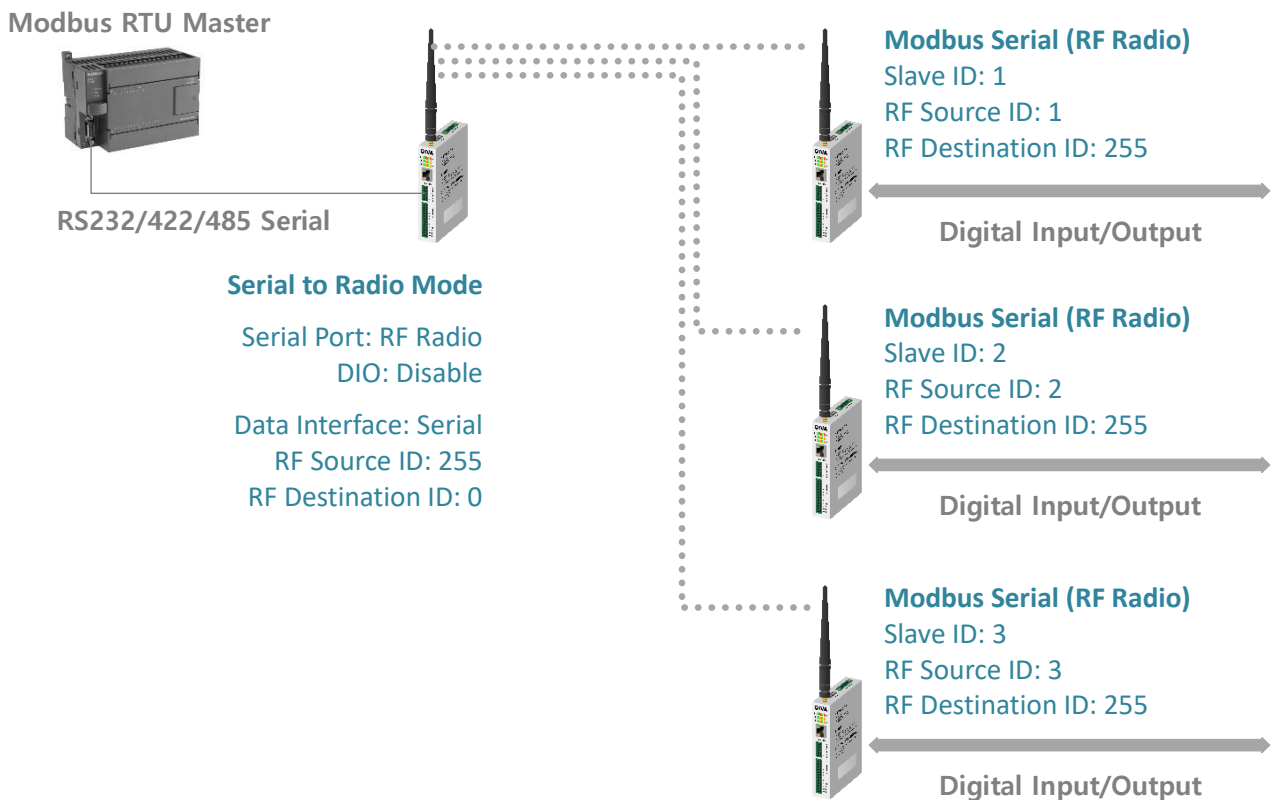 Modbus RTU Master
RS232/422/485 Serial
Serial to Radio Mode
Serial Port: RF Radio
DIO: Disable
Data Interface: Serial
RF Source ID: 255
RF Destination ID: 0
Modbus Serial (RF Radio)
Slave ID: 1
RF Source ID: 1
RF Destination ID: 255
Digital Input/Output
Modbus Serial (RF Radio)
Slave ID: 2
RF Source ID: 2
RF Destination ID: 255
Digital Input/Output
Modbus Serial (RF Radio)
Slave ID: 3
RF Source ID: 3
RF Destination ID: 255
Digital Input/Output